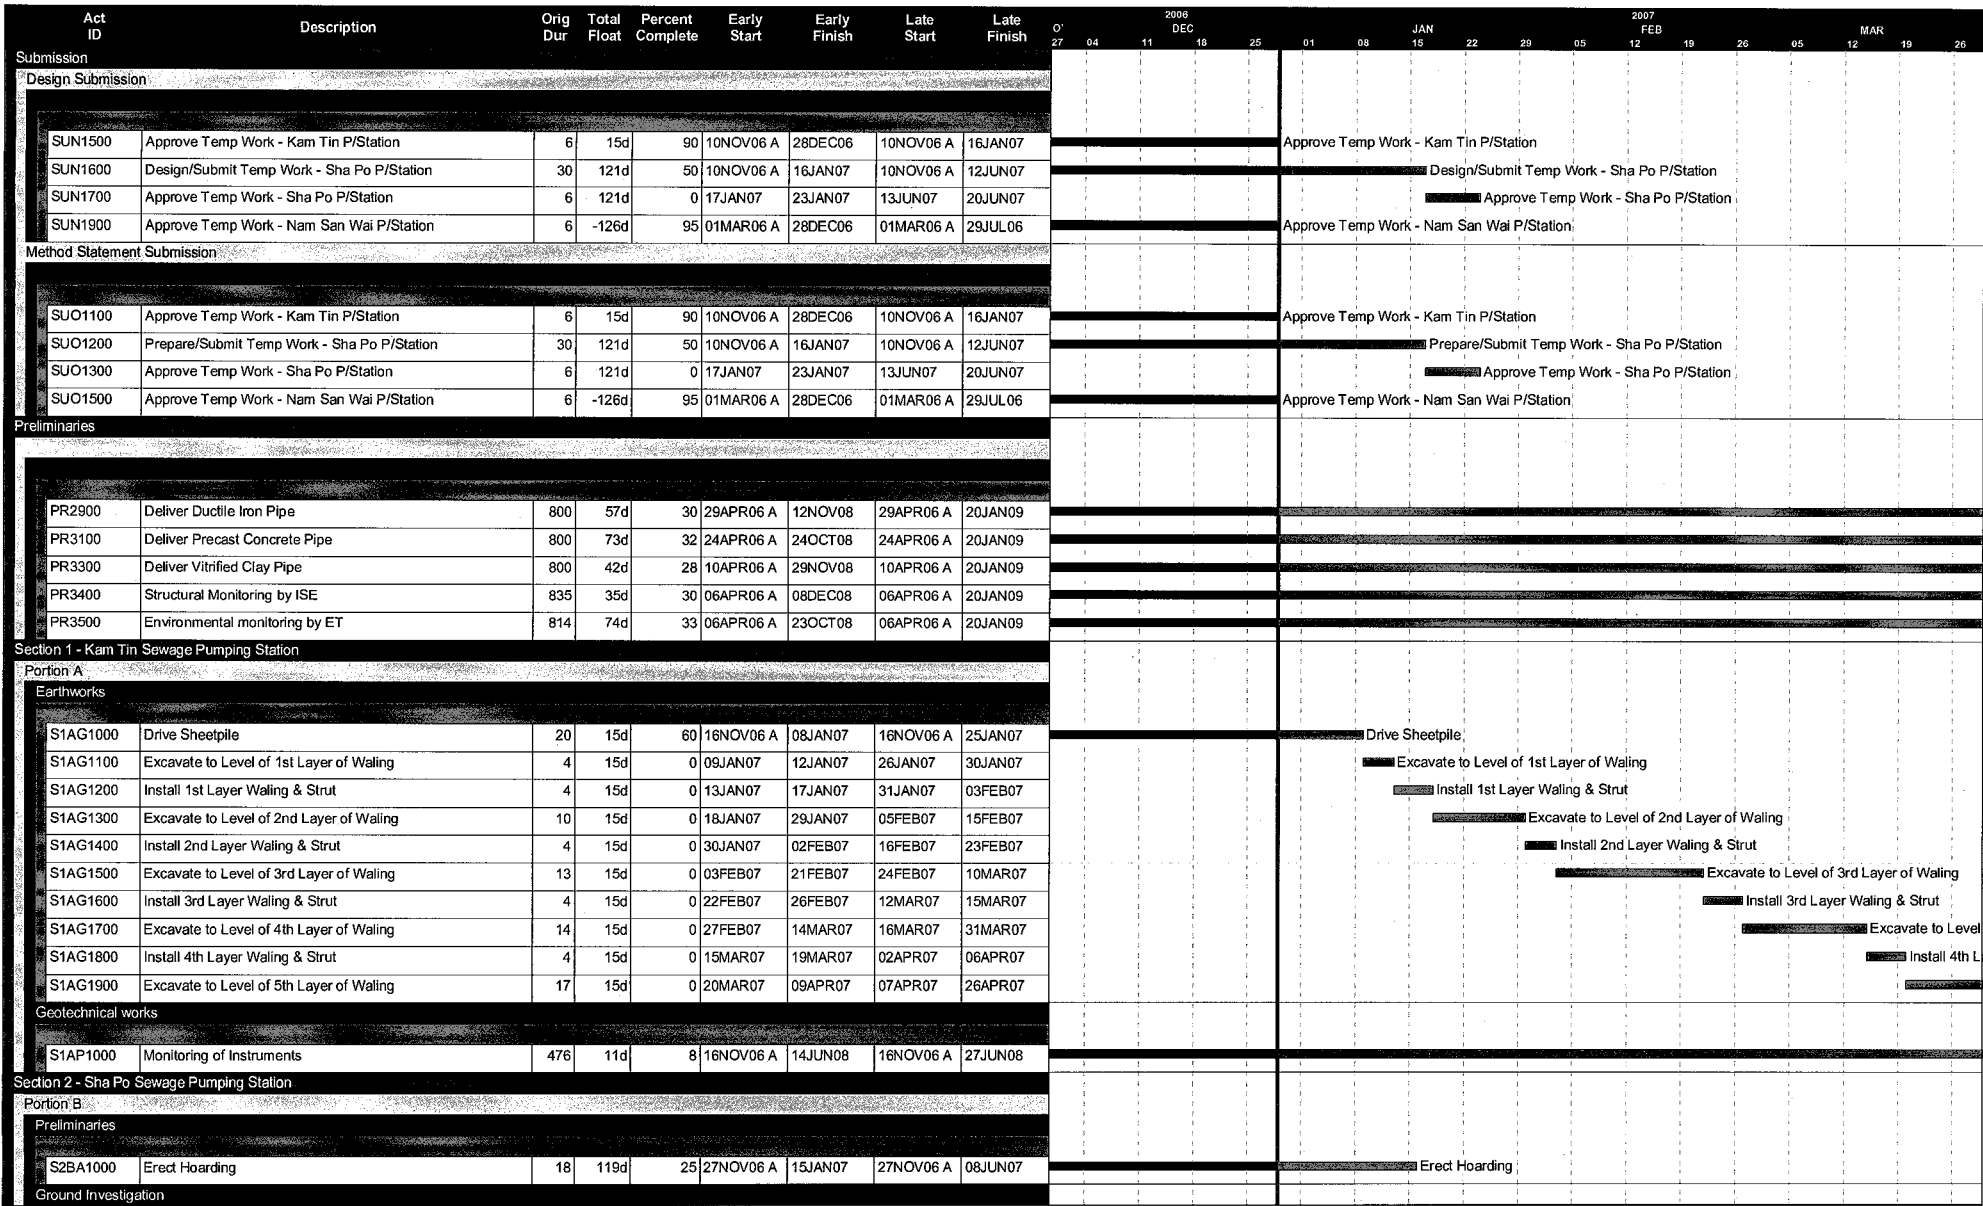 Act ID Description Orig Dur Total Float Percent Complete Early Start Early Finish Late Start Late Finish
2006 2007
O' DEC JAN FEB MAR
27 04 11 18 25 01 08 15 22 29 05 12 19 26 05 12 19 26
Submission
Design Submission
SUN1500 Approve Temp Work - Kam Tin P/Station 6 15d 90 10NOV06 A 28DEC06 10NOV06 A 16JAN07 Approve Temp Work - Kam Tin P/Station
SUN1600 Design/Submit Temp Work - Sha Po P/Station 30 121d 50 10NOV06 A 16JAN07 10NOV06 A 12JUN07 Design/Submit Temp Work - Sha Po P/Station
SUN1700 Approve Temp Work - Sha Po P/Station 6 121d 0 17JAN07 23JAN07 13JUN07 20JUN07 Approve Temp Work - Sha Po P/Station
SUN1900 Approve Temp Work - Nam San Wai P/Station 6 -126d 95 01MAR06 A 28DEC06 01MAR06 A 29JUL06 Approve Temp Work - Nam San Wai P/Station
Method Statement Submission
SUO1100 Approve Temp Work - Kam Tin P/Station 6 15d 90 10NOV06 A 28DEC06 10NOV06 A 16JAN07 Approve Temp Work - Kam Tin P/Station
SUO1200 Prepare/Submit Temp Work - Sha Po P/Station 30 121d 50 10NOV06 A 16JAN07 10NOV06 A 12JUN07 Prepare/Submit Temp Work - Sha Po P/Station
SUO1300 Approve Temp Work - Sha Po P/Station 6 121d 0 17JAN07 23JAN07 13JUN07 20JUN07 Approve Temp Work - Sha Po P/Station
SUO1500 Approve Temp Work - Nam San Wai P/Station 6 -126d 95 01MAR06 A 28DEC06 01MAR06 A 29JUL06 Approve Temp Work - Nam San Wai P/Station
Preliminaries
PR2900 Deliver Ductile Iron Pipe 800 57d 30 29APR06 A 12NOV08 29APR06 A 20JAN09
PR3100 Deliver Precast Concrete Pipe 800 73d 32 24APR06 A 24OCT08 24APR06 A 20JAN09
PR3300 Deliver Vitrified Clay Pipe 800 42d 28 10APR06 A 29NOV08 10APR06 A 20JAN09
PR3400 Structural Monitoring by ISE 835 35d 30 06APR06 A 08DEC08 06APR06 A 20JAN09
PR3500 Environmental monitoring by ET 814 74d 33 06APR06 A 23OCT08 06APR06 A 20JAN09
Section 1 - Kam Tin Sewage Pumping Station
Portion A
Earthworks
S1AG1000 Drive Sheetpile 20 15d 60 16NOV06 A 08JAN07 16NOV06 A 25JAN07 Drive Sheetpile
S1AG1100 Excavate to Level of 1st Layer of Waling 4 15d 0 09JAN07 12JAN07 26JAN07 30JAN07 Excavate to Level of 1st Layer of Waling
S1AG1200 Install 1st Layer Waling & Strut 4 15d 0 13JAN07 17JAN07 31JAN07 03FEB07 Install 1st Layer Waling & Strut
S1AG1300 Excavate to Level of 2nd Layer of Waling 10 15d 0 18JAN07 29JAN07 05FEB07 15FEB07 Excavate to Level of 2nd Layer of Waling
S1AG1400 Install 2nd Layer Waling & Strut 4 15d 0 30JAN07 02FEB07 16FEB07 23FEB07 Install 2nd Layer Waling & Strut
S1AG1500 Excavate to Level of 3rd Layer of Waling 13 15d 0 03FEB07 21FEB07 24FEB07 10MAR07 Excavate to Level of 3rd Layer of Waling
S1AG1600 Install 3rd Layer Waling & Strut 4 15d 0 22FEB07 26FEB07 12MAR07 15MAR07 Install 3rd Layer Waling & Strut
S1AG1700 Excavate to Level of 4th Layer of Waling 14 15d 0 27FEB07 14MAR07 16MAR07 31MAR07 Excavate to Level
S1AG1800 Install 4th Layer Waling & Strut 4 15d 0 15MAR07 19MAR07 02APR07 06APR07 Install 4th L
S1AG1900 Excavate to Level of 5th Layer of Waling 17 15d 0 20MAR07 09APR07 07APR07 26APR07
Geotechnical works
S1AP1000 Monitoring of Instruments 476 11d 8 16NOV06 A 14JUN08 16NOV06 A 27JUN08
Section 2 - Sha Po Sewage Pumping Station
Portion B
Preliminaries
S2BA1000 Erect Hoarding 18 119d 25 27NOV06 A 15JAN07 27NOV06 A 08JUN07 Erect Hoarding
Ground Investigation